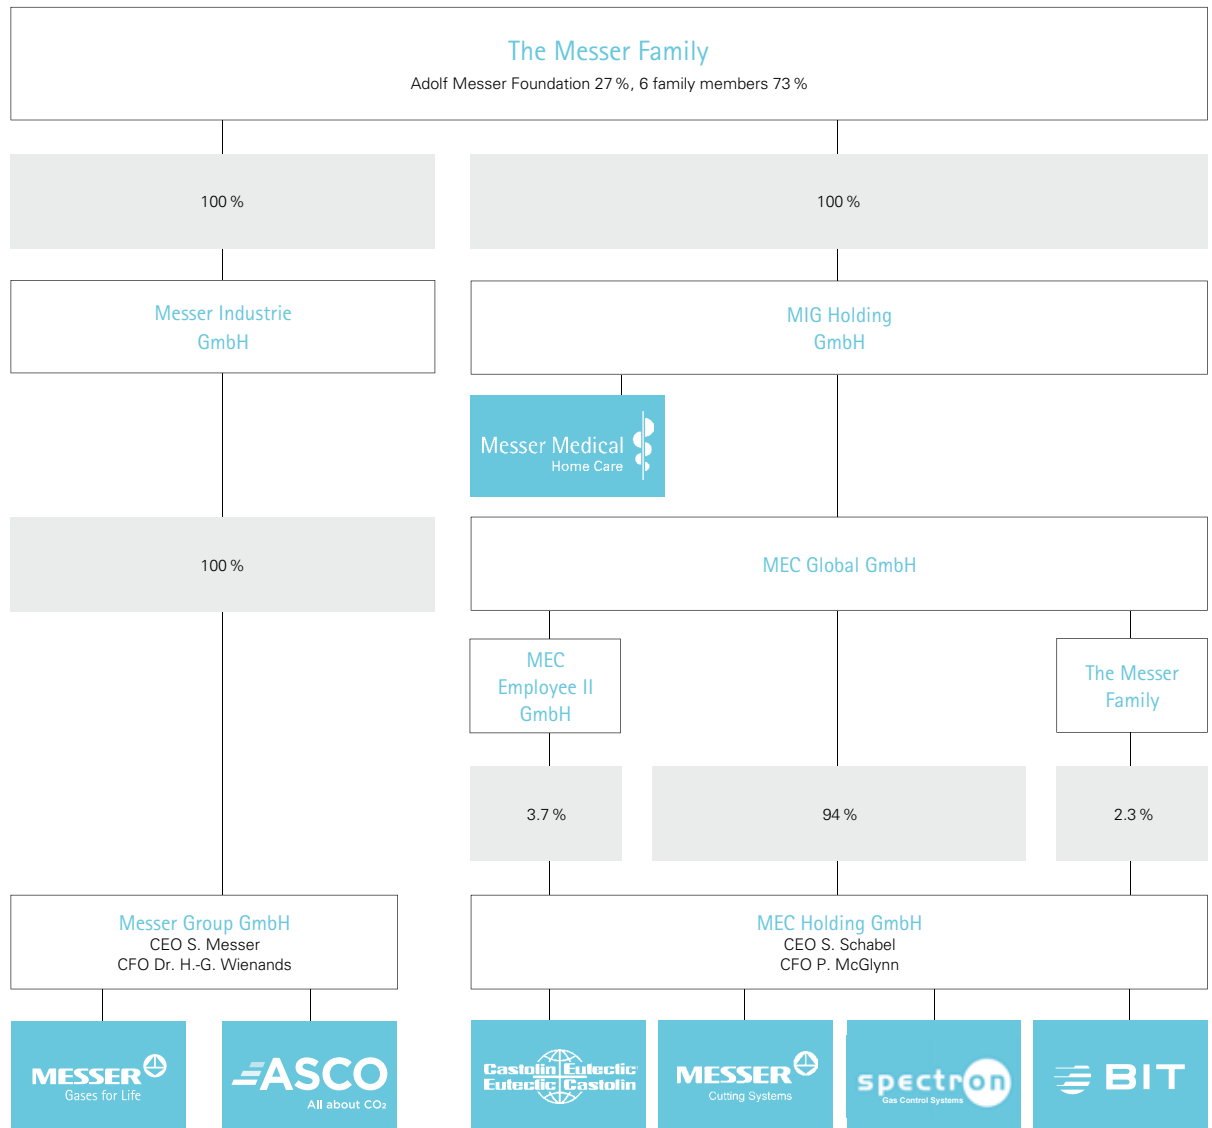 The Messer Family
Adolf Messer Foundation 27 %, 6 family members 73 %
100 %
100 %
Messer Industrie
GmbH
MIG Holding
GmbH
Messer Medical
Home Care
100 %
MEC Global GmbH
MEC
Employee II
GmbH
The Messer
Family
3.7 %
94 %
2.3 %
Messer Group GmbH
CEO S. Messer
CFO Dr. H.-G. Wienands
MEC Holding GmbH
CEO S. Schabel
CFO P. McGlynn
MESSER
Gases for Life
ASCO
All about CO₂
Castolin Eutectic
Eutectic Castolin
MESSER
Cutting Systems
spectron
Gas Control Systems
BIT